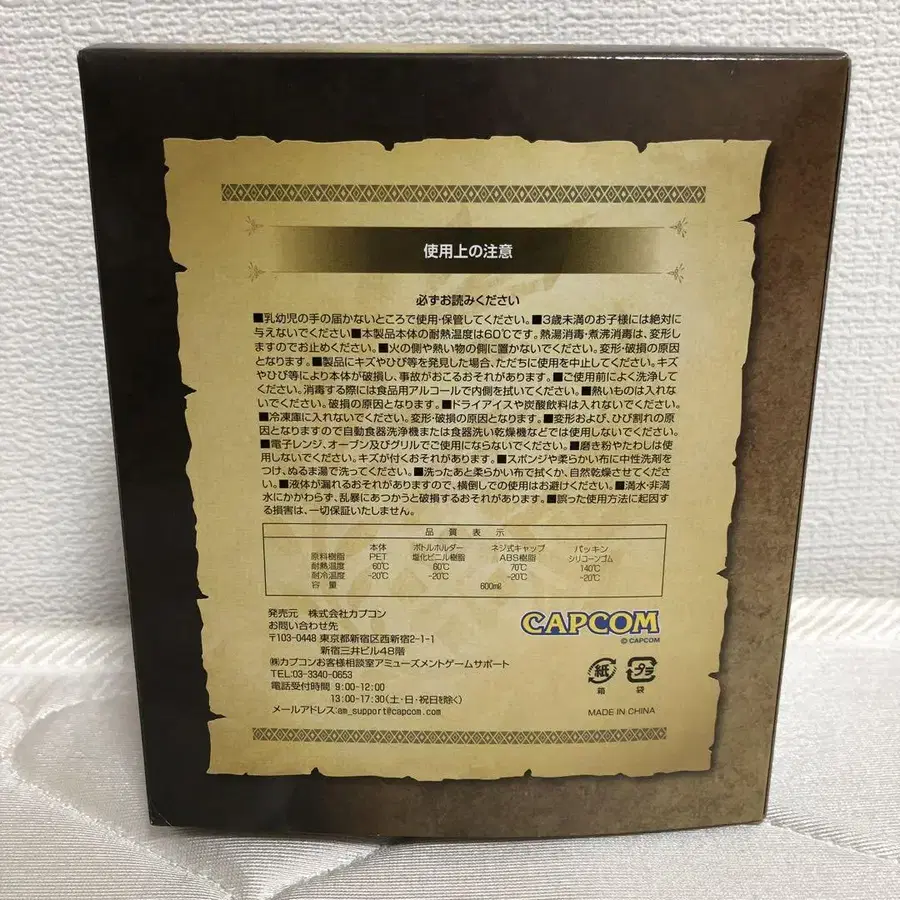 使用上の注意
必ずお読みください
■乳幼児の手の届かないところで使用・保管してください。■3歳未満のお子様には絶対に
与えないでください■本製品本体の耐熱温度は60℃です。熱湯消毒・煮沸消毒は、変形し
ますのでお止めください。■火の側や熱い物の側に置かないでください。変形・破損の原因
となります。■製品にキズやひび等を発見した場合、ただちに使用を中止してください。キズ
やひび等により本体が破損し、事故がおこるおそれがあります。■ご使用前によく洗浄して
ください。消毒する際には食品用アルコールで内側を拭いてください。■熱いものは入れな
いでください。破損の原因となります。■ドライアイスや炭酸飲料は入れないでください。
■冷凍庫に入れないでください。変形・破損の原因となります。■変形および、ひび割れの原
因となりますので自動食器洗浄機または食器洗い乾燥機などでは使用しないでください。
■電子レンジ、オーブン及びグリルでご使用にならないでください。■磨き粉やたわしは使
用しないでください。キズが付くおそれがあります。■スポンジや柔らかい布に中性洗剤を
つけ、ぬるま湯で洗ってください。■洗ったあと柔らかい布で拭くか、自然乾燥させてくださ
い。■液体が漏れるおそれがありますので、横倒しでの使用はお避けください。■満水・非満
水にかかわらず、乱暴にあつかうと破損するおそれがあります。■誤った使用方法に起因す
る損害は、一切保証いたしません。
品質表示
本体 ボトルホルダー ネジ式キャップ パッキン
原料樹脂 PET 塩化ビニル樹脂 ABS樹脂 シリコーンゴム
耐熱温度 60℃ 60℃ 70℃ 140℃
耐冷温度 -20℃ -20℃ -20℃ -20℃
容量 600㎖
発売元 株式会社カプコン
お問い合わせ先
〒103-0448 東京都新宿区西新宿2-1-1
新宿三井ビル48階
㈱カプコンお客様相談室アミューズメントゲームサポート
TEL:03-3340-0653
電話受付時間 9:00-12:00
13:00-17:30(土・日・祝日を除く)
メールアドレス:am_support@capcom.com
CAPCOM
© CAPCOM
紙 プラ
箱 袋
MADE IN CHINA